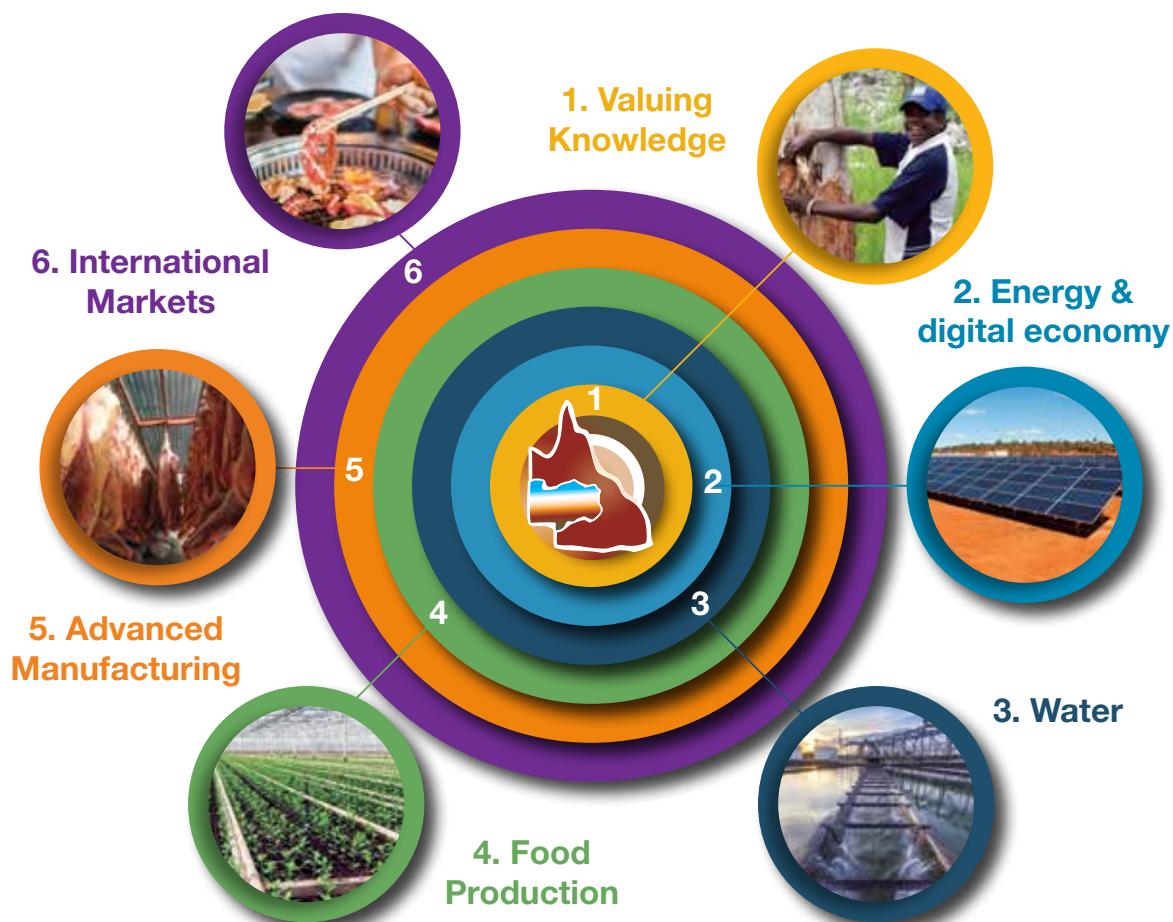 1. Valuing
Knowledge
2. Energy &
digital economy
3. Water
4. Food
Production
5. Advanced
Manufacturing
6. International
Markets
1
2
3
4
5
6